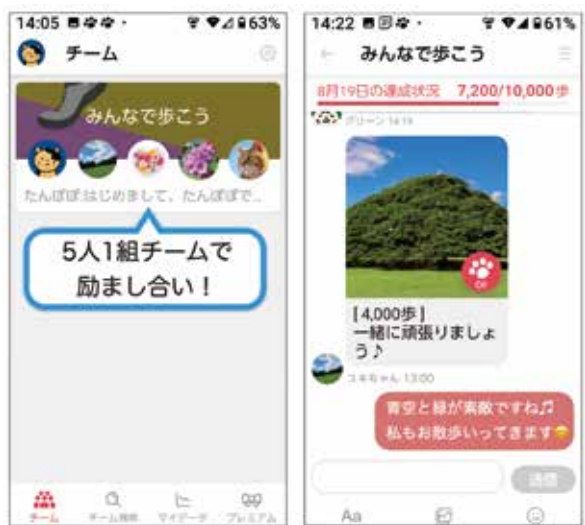 14:05 63%
チーム
みんなで歩こう
たんぽぽ:はじめまして、たんぽぽで...
5人1組チームで
励まし合い！
チーム
チーム検索
マイデータ
プレミアム
14:22 61%
みんなで歩こう
8月19日の達成状況 7,200/10,000歩
グリーン 14:19
[4,000歩]
一緒に頑張りましょ
う♪
ユキちゃん 13:00
青空と緑が素敵ですね♫
私もお散歩いってきます😊
送信
Aa